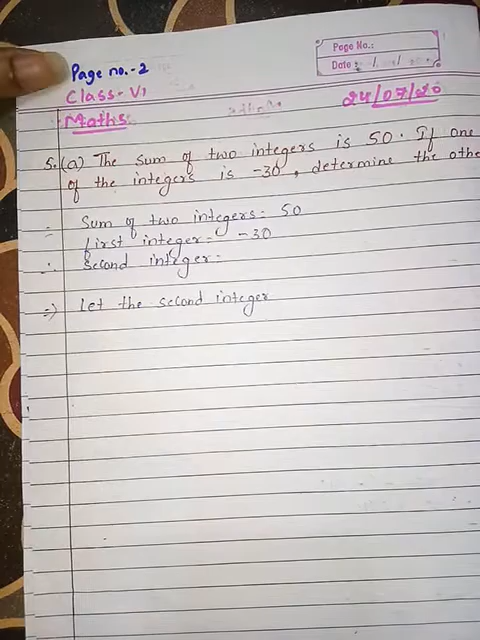 Page No.:
Date:
Page no.-2
Class-VI
24/07/20
Maths
5.(a) The sum of two integers is 50. If one
of the integers is -30, determine the othe
Sum of two integers= 50
first integer= -30
∴ Second integer=
=) Let the second integer